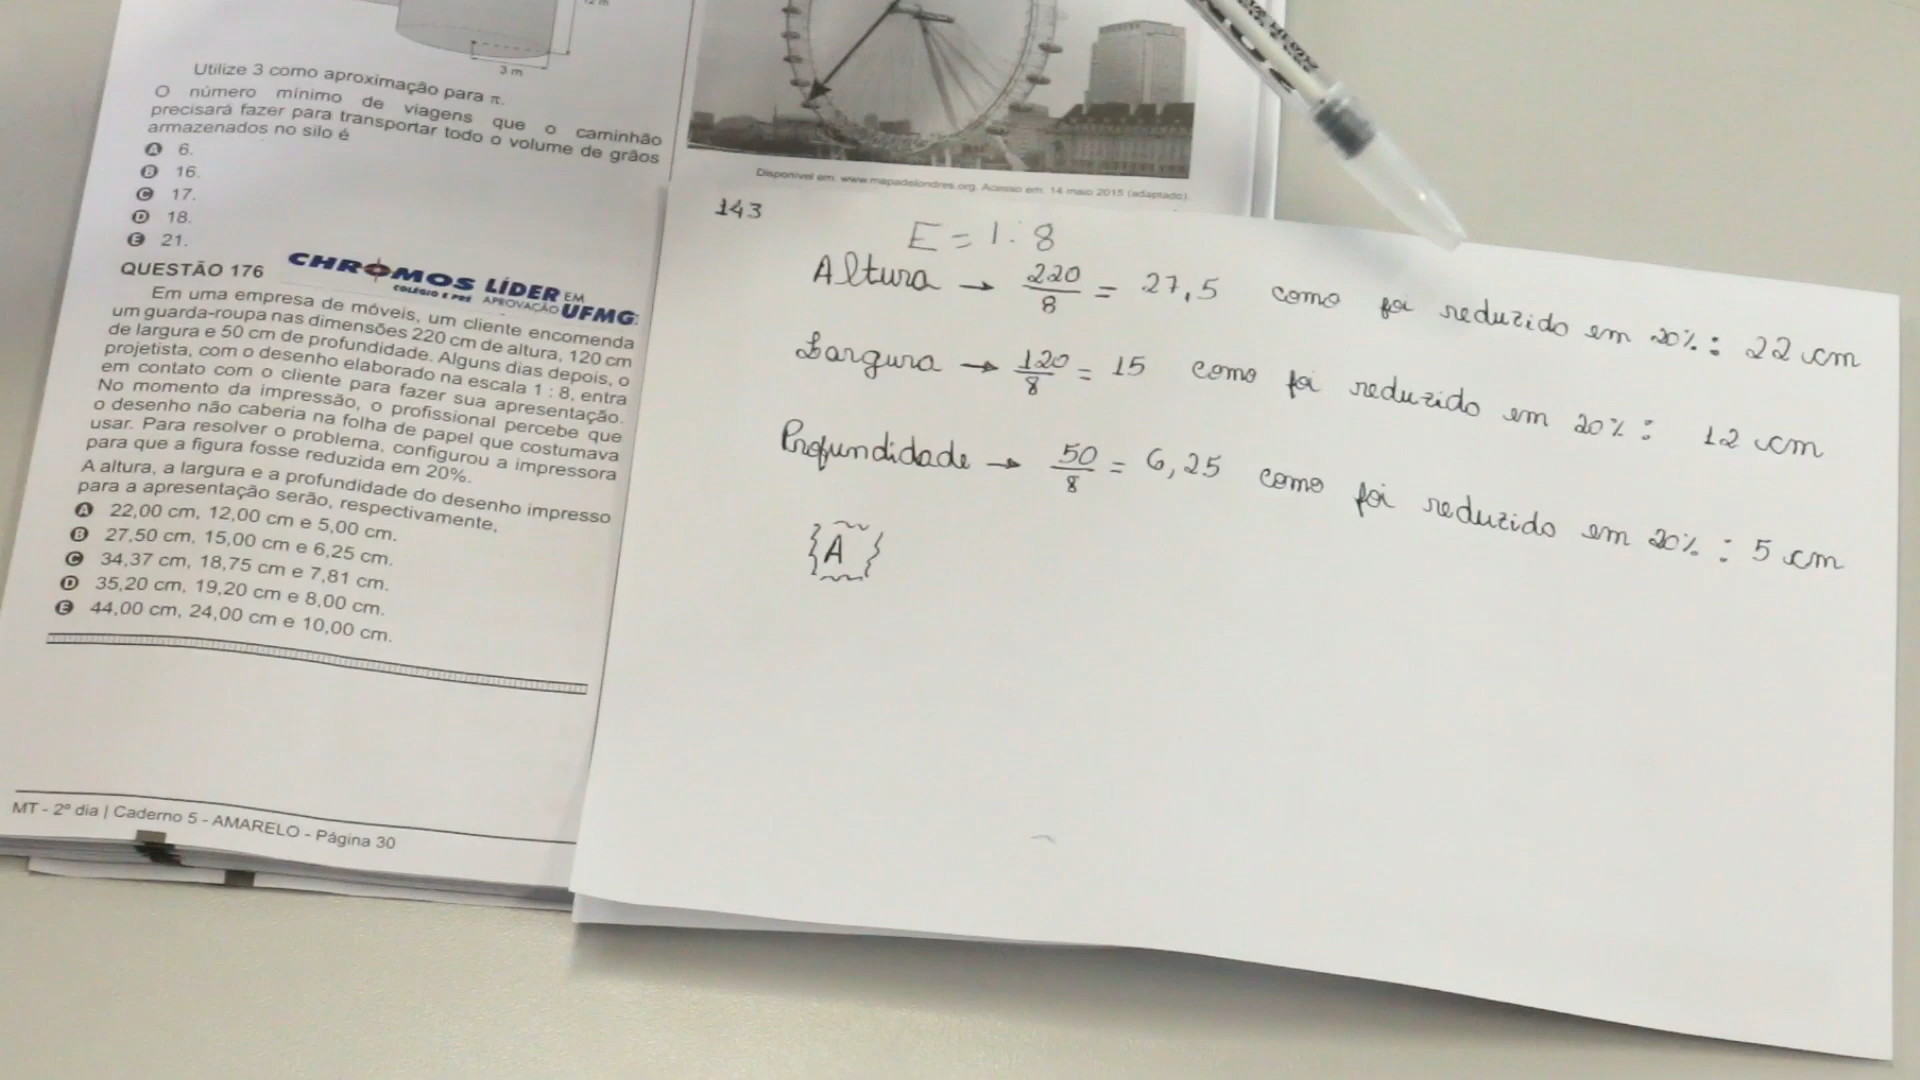 3 m
Utilize 3 como aproximação para π.
O número mínimo de viagens que o caminhão
precisará fazer para transportar todo o volume de grãos
armazenados no silo é
A 6.
B 16.
C 17.
D 18.
E 21.
QUESTÃO 176
CHROMOS
COLÉGIO E PRÉ
LÍDER EM
APROVAÇÃO UFMG
Em uma empresa de móveis, um cliente encomenda
um guarda-roupa nas dimensões 220 cm de altura, 120 cm
de largura e 50 cm de profundidade. Alguns dias depois, o
projetista, com o desenho elaborado na escala 1 : 8, entra
em contato com o cliente para fazer sua apresentação.
No momento da impressão, o profissional percebe que
o desenho não caberia na folha de papel que costumava
usar. Para resolver o problema, configurou a impressora
para que a figura fosse reduzida em 20%.
A altura, a largura e a profundidade do desenho impresso
para a apresentação serão, respectivamente,
A 22,00 cm, 12,00 cm e 5,00 cm.
B 27,50 cm, 15,00 cm e 6,25 cm.
C 34,37 cm, 18,75 cm e 7,81 cm.
D 35,20 cm, 19,20 cm e 8,00 cm.
E 44,00 cm, 24,00 cm e 10,00 cm.
MT - 2º dia | Caderno 5 - AMARELO - Página 30
Disponível em: www.mapadelondres.org. Acesso em: 14 maio 2015 (adaptado).
143
E = 1:8
Altura → 220/8 = 27,5 como foi reduzido em 20% : 22 cm
Largura → 120/8 = 15 como foi reduzido em 20% : 12 cm
Profundidade → 50/8 = 6,25 como foi reduzido em 20% : 5 cm
A